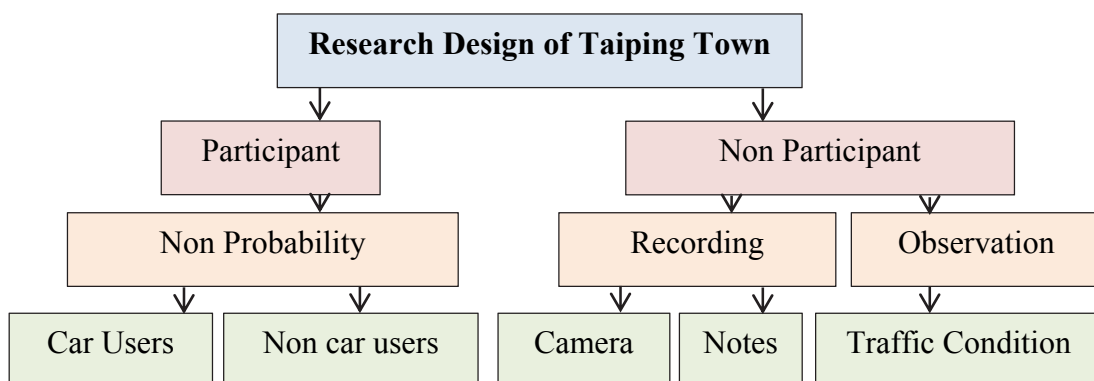 Research Design of Taiping Town
Participant
Non Participant
Non Probability
Recording
Observation
Car Users
Non car users
Camera
Notes
Traffic Condition